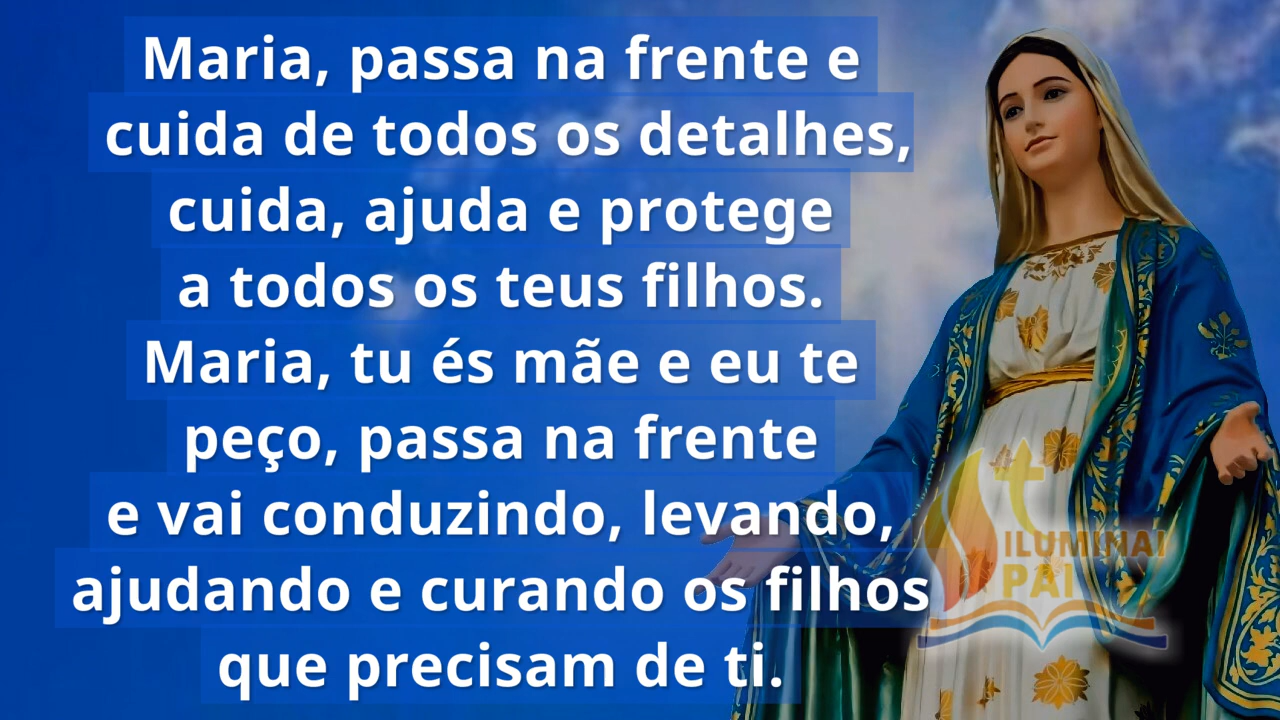 Maria, passa na frente e
cuida de todos os detalhes,
cuida, ajuda e protege
a todos os teus filhos.
Maria, tu és mãe e eu te
peço, passa na frente
e vai conduzindo, levando,
ajudando e curando os filhos
que precisam de ti.
ILUMINAI
PAI